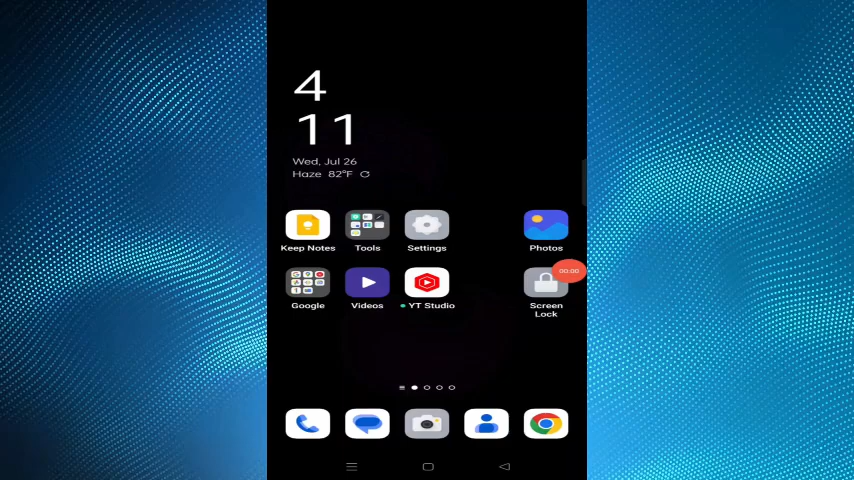 4
11
Wed, Jul 26
Haze 82°F
Keep Notes
Tools
Settings
Photos
00:00
Google
Videos
YT Studio
Screen
Lock